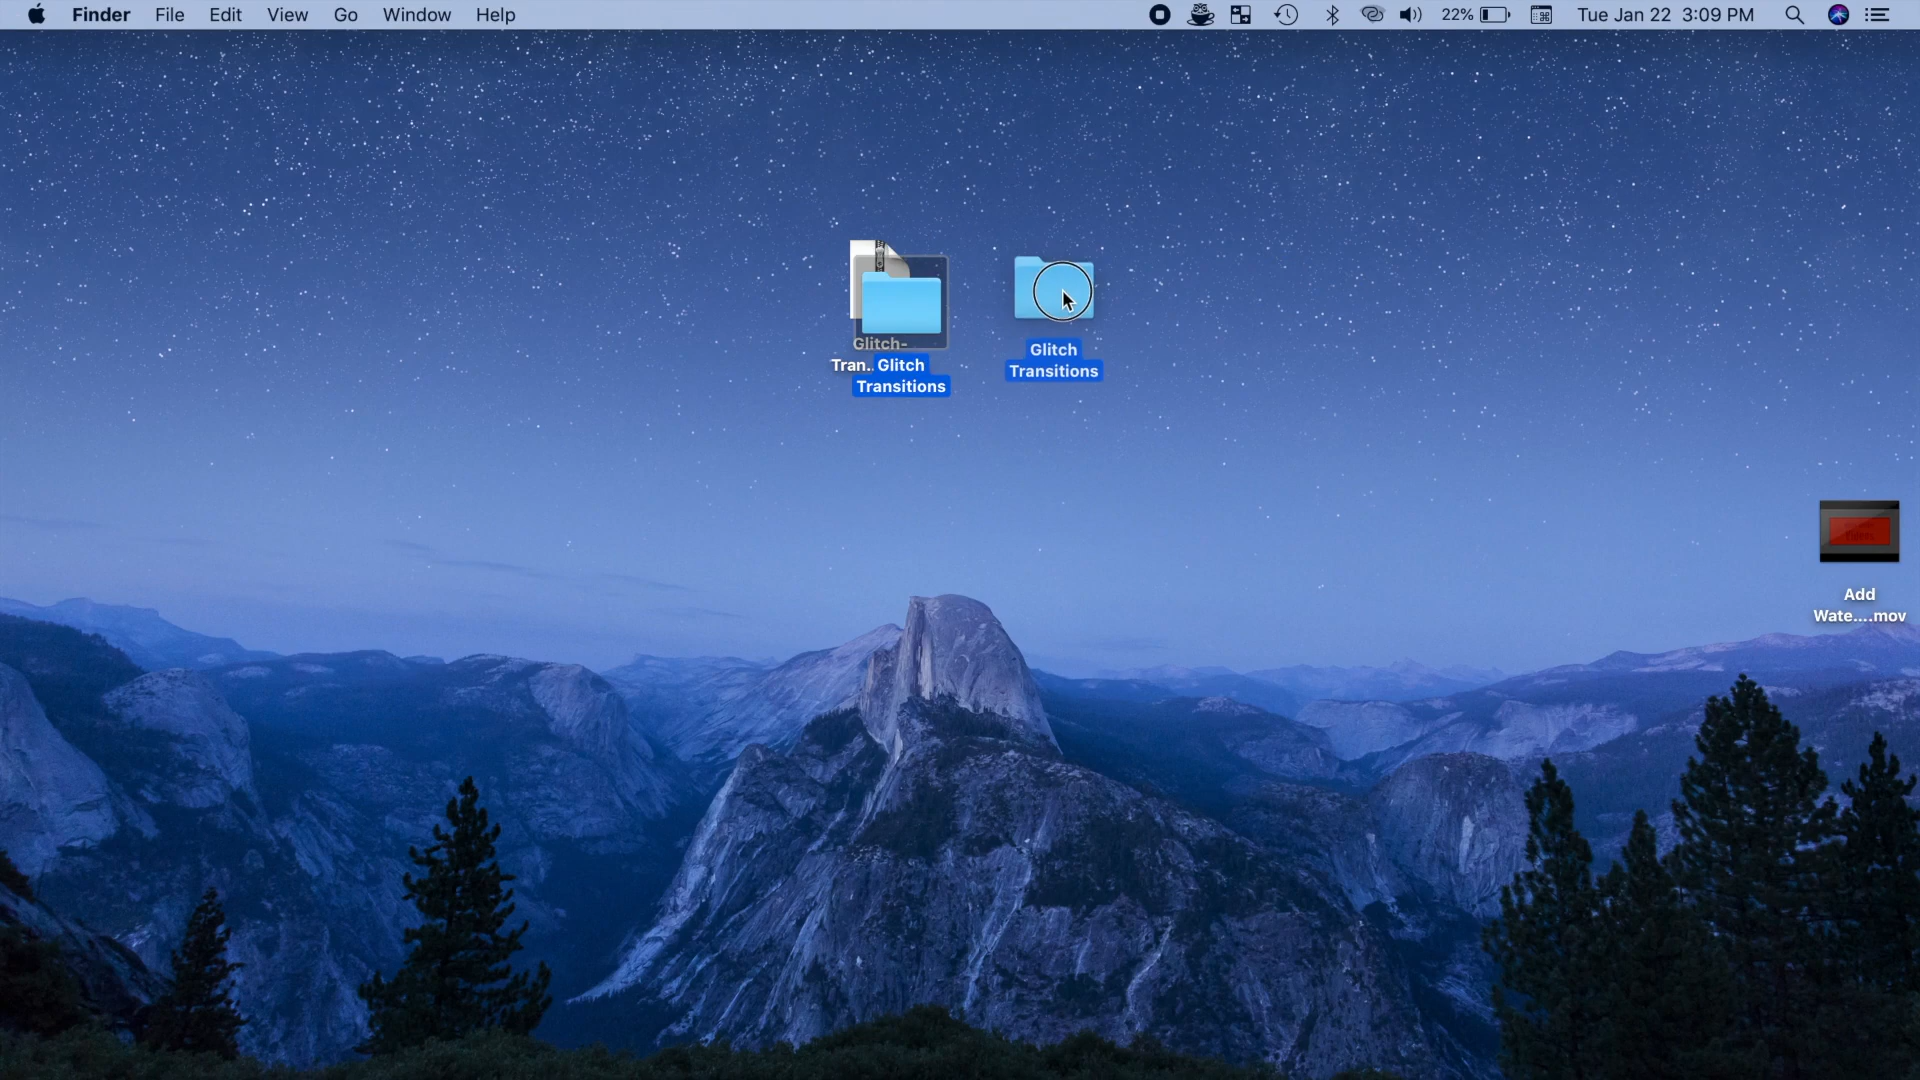 Finder File Edit View Go Window Help 22% Tue Jan 22 3:09 PM
Glitch-
Tran.. Glitch
Transitions
Glitch
Transitions
Add
Wate....mov